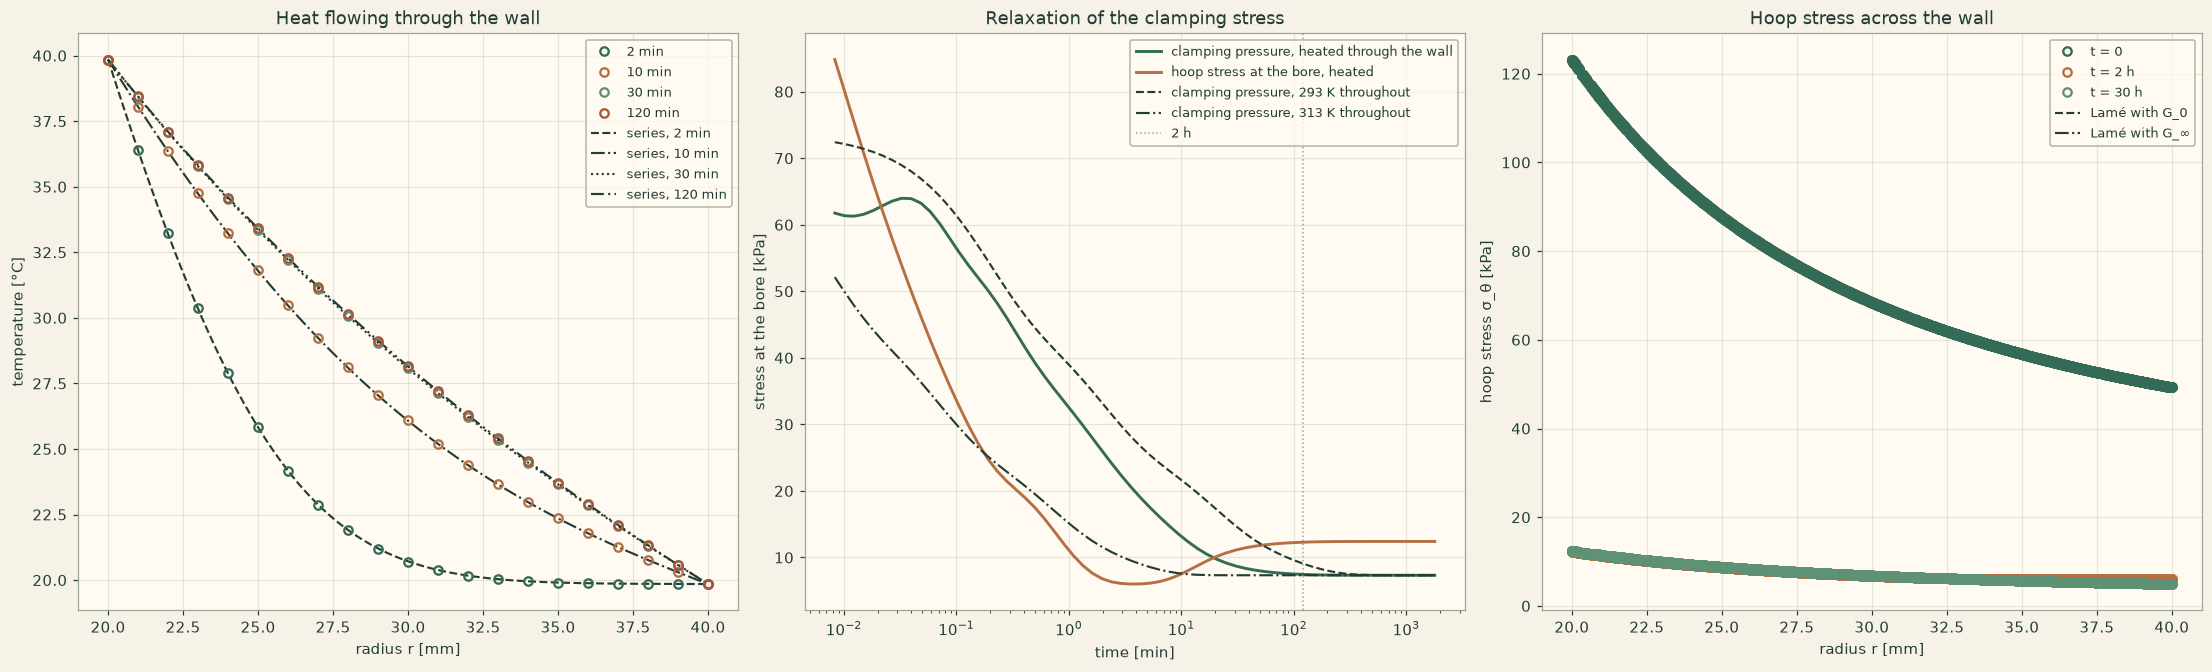 Heat flowing through the wall
temperature [°C]
40.0
37.5
35.0
32.5
30.0
27.5
25.0
22.5
20.0
2 min
10 min
30 min
120 min
series, 2 min
series, 10 min
series, 30 min
series, 120 min
20.0 22.5 25.0 27.5 30.0 32.5 35.0 37.5 40.0
radius r [mm]
Relaxation of the clamping stress
stress at the bore [kPa]
80
70
60
50
40
30
20
10
clamping pressure, heated through the wall
hoop stress at the bore, heated
clamping pressure, 293 K throughout
clamping pressure, 313 K throughout
2 h
10⁻² 10⁻¹ 10⁰ 10¹ 10² 10³
time [min]
Hoop stress across the wall
hoop stress σ_θ [kPa]
120
100
80
60
40
20
0
t = 0
t = 2 h
t = 30 h
Lamé with G_0
Lamé with G_∞
20.0 22.5 25.0 27.5 30.0 32.5 35.0 37.5 40.0
radius r [mm]